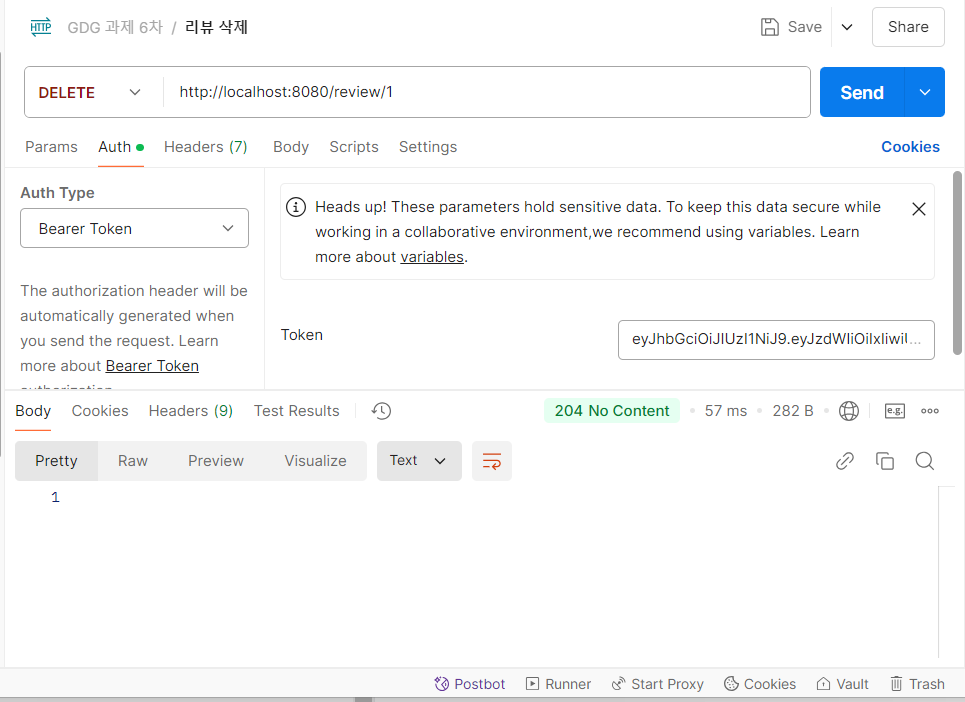 HTTP GDG 과제 6차 / 리뷰 삭제 Save Share
DELETE http://localhost:8080/review/1 Send
Params Auth Headers (7) Body Scripts Settings Cookies
Auth Type
Bearer Token
The authorization header will be
automatically generated when
you send the request. Learn
more about Bearer Token
authorization.
Heads up! These parameters hold sensitive data. To keep this data secure while
working in a collaborative environment,we recommend using variables. Learn
more about variables.
Token eyJhbGciOiJIUzI1NiJ9.eyJzdWIiOiIxIiwi...
Body Cookies Headers (9) Test Results 204 No Content 57 ms 282 B e.g.
Pretty Raw Preview Visualize Text
1
Postbot Runner Start Proxy Cookies Vault Trash